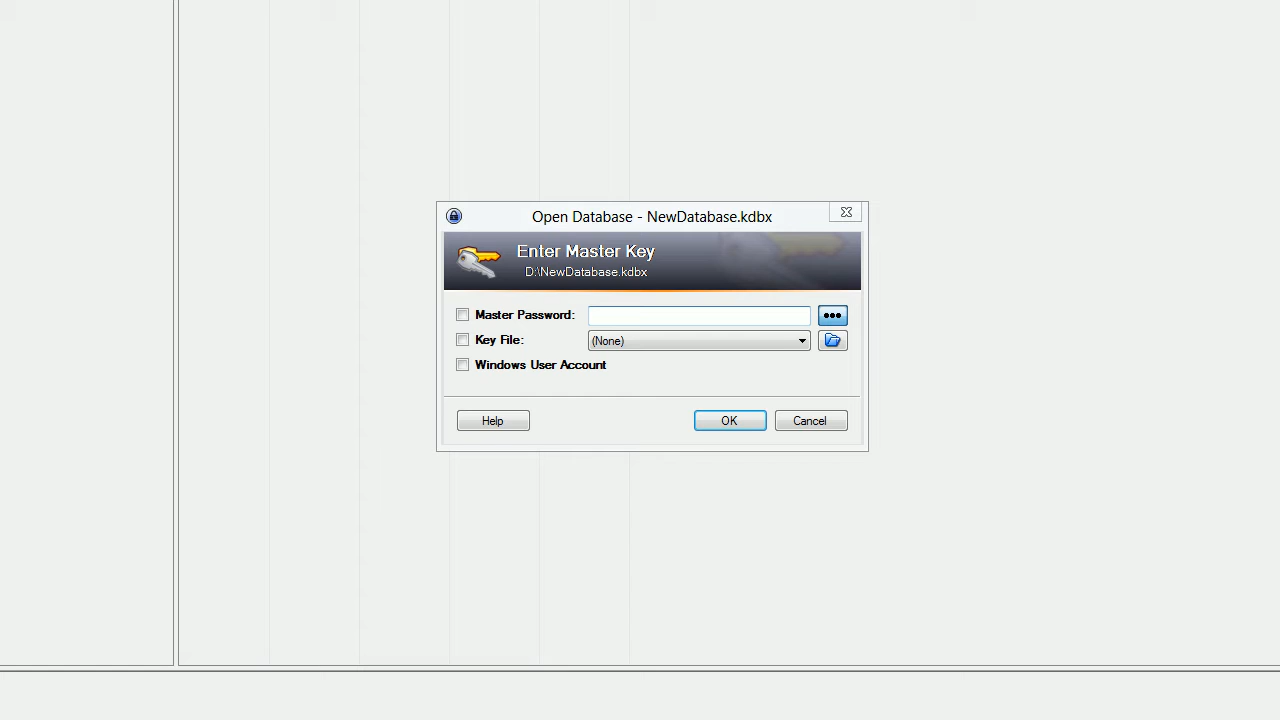 Open Database - NewDatabase.kdbx
Enter Master Key
D:\NewDatabase.kdbx
Master Password:
Key File:
(None)
Windows User Account
Help
OK
Cancel